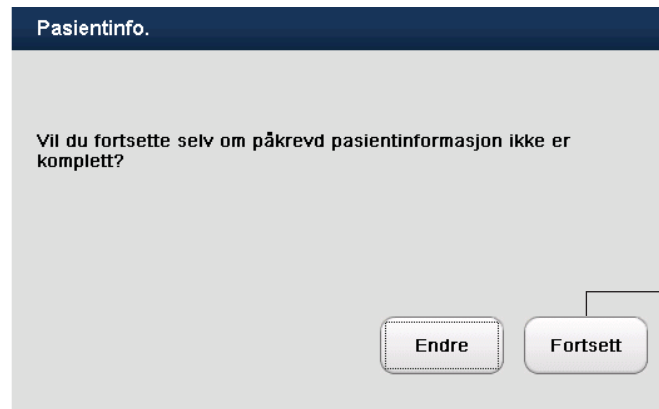 Pasientinfo.
Vil du fortsette selv om påkrevd pasientinformasjon ikke er
komplett?
Endre Fortsett